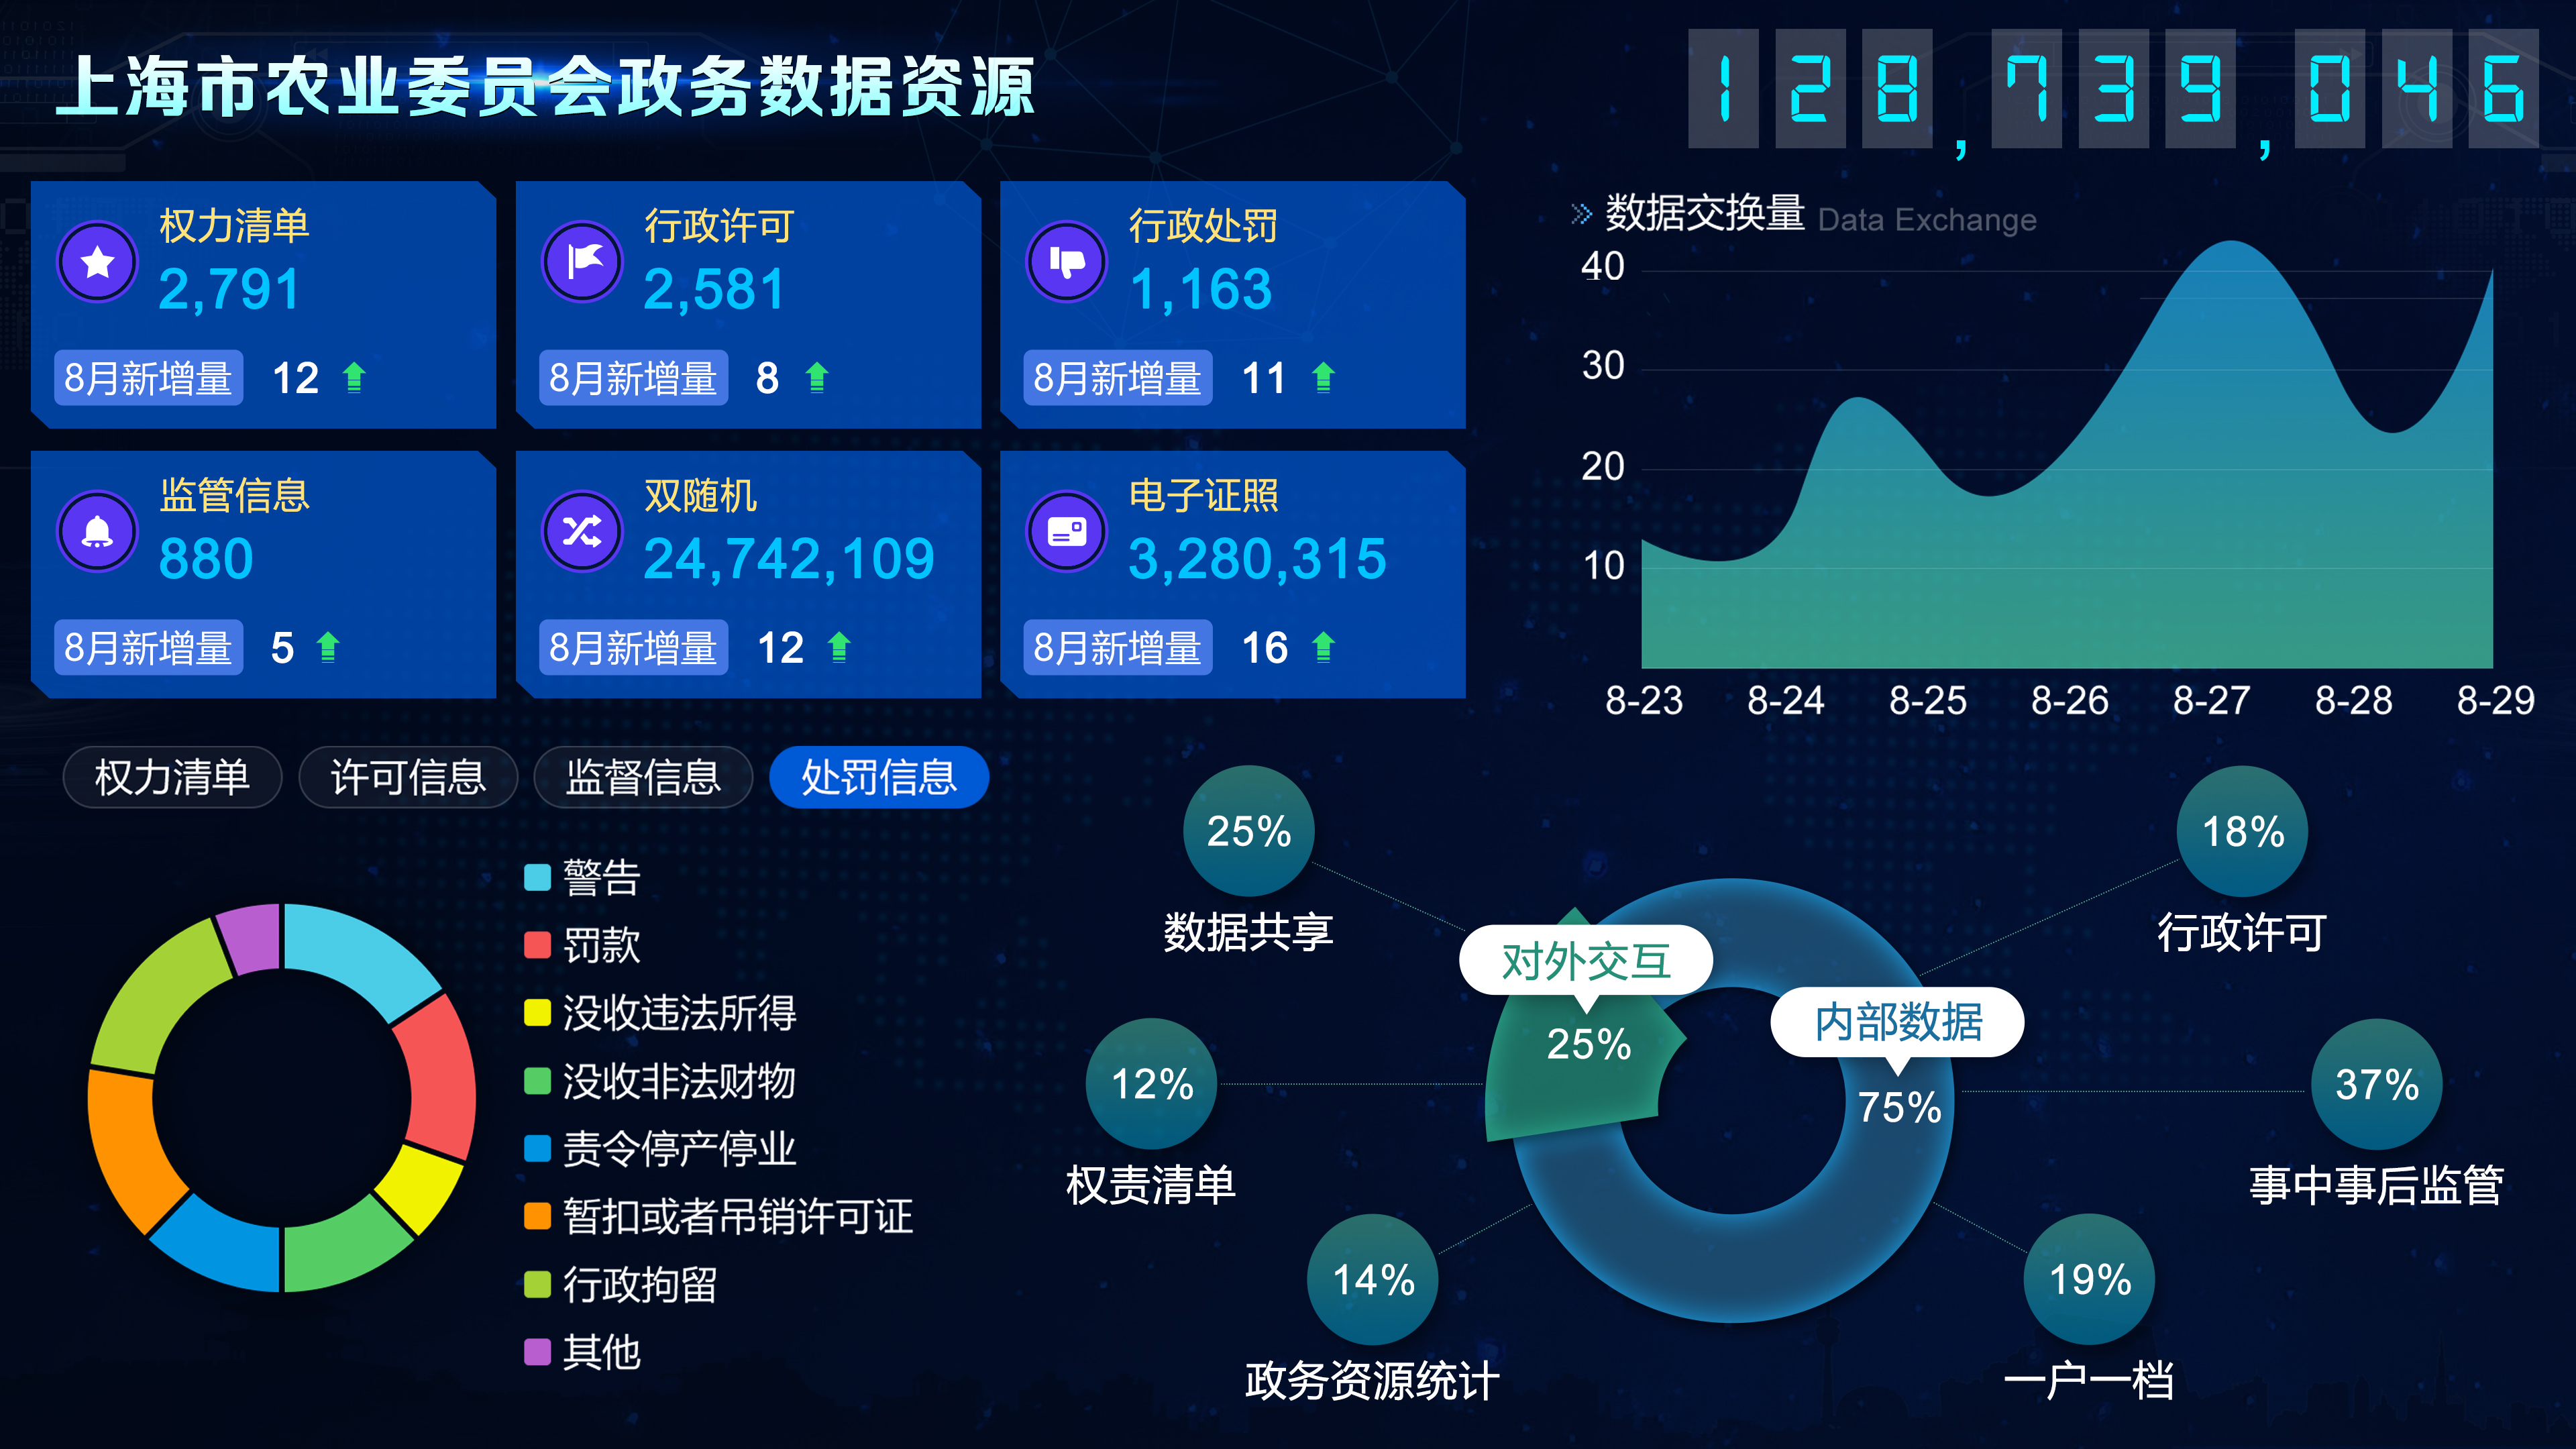 上海市农业委员会政务数据资源
128,739,046
权力清单
2,791
8月新增量 12
行政许可
2,581
8月新增量 8
行政处罚
1,163
8月新增量 11
监管信息
880
8月新增量 5
双随机
24,742,109
8月新增量 12
电子证照
3,280,315
8月新增量 16
数据交换量 Data Exchange
40
30
20
10
8-23 8-24 8-25 8-26 8-27 8-28 8-29
权力清单 许可信息 监督信息 处罚信息
警告
罚款
没收违法所得
没收非法财物
责令停产停业
暂扣或者吊销许可证
行政拘留
其他
25%
数据共享
12%
权责清单
14%
政务资源统计
对外交互
25%
内部数据
75%
18%
行政许可
37%
事中事后监管
19%
一户一档